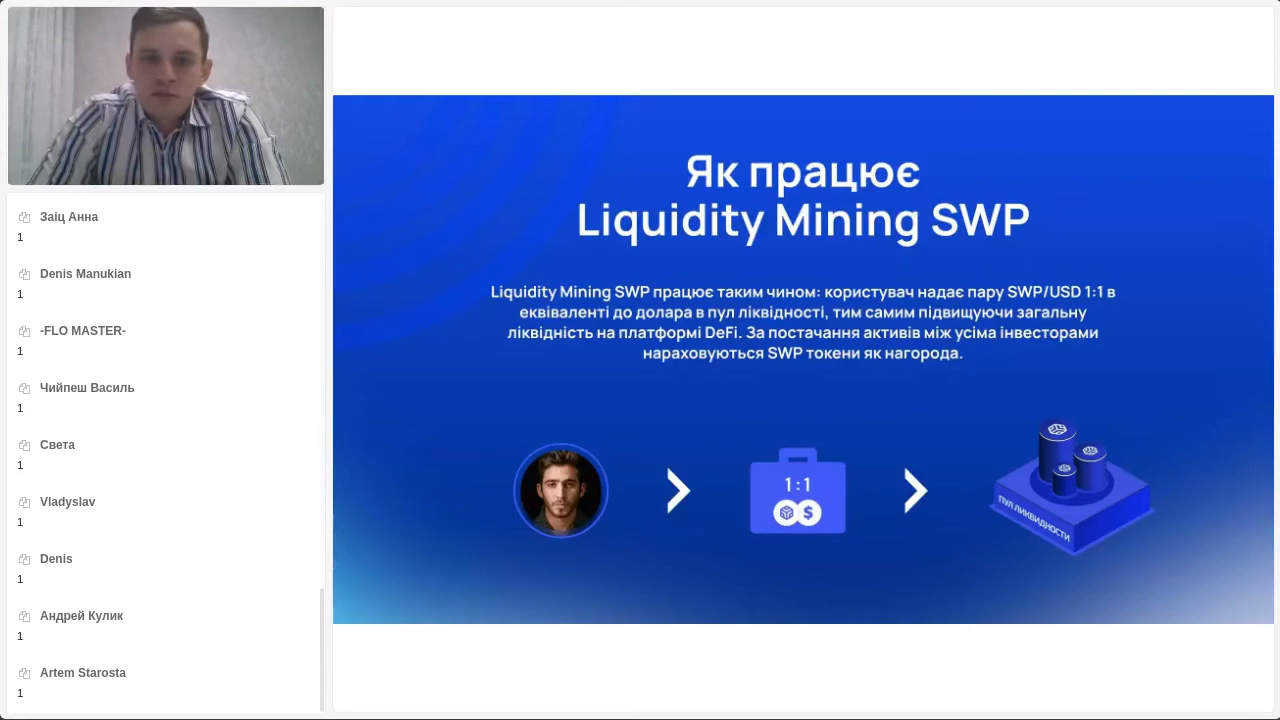 Заіц Анна
1
Denis Manukian
1
-FLO MASTER-
1
Чийпеш Василь
1
Света
1
Vladyslav
1
Denis
1
Андрей Кулик
1
Artem Starosta
1
Як працює
Liquidity Mining SWP
Liquidity Mining SWP працює таким чином: користувач надає пару SWP/USD 1:1 в
еквіваленті до долара в пул ліквідності, тим самим підвищуючи загальну
ліквідність на платформі DeFi. За постачання активів між усіма інвесторами
нараховуються SWP токени як нагорода.
1:1
$
ПУЛ ЛИКВИДНОСТИ